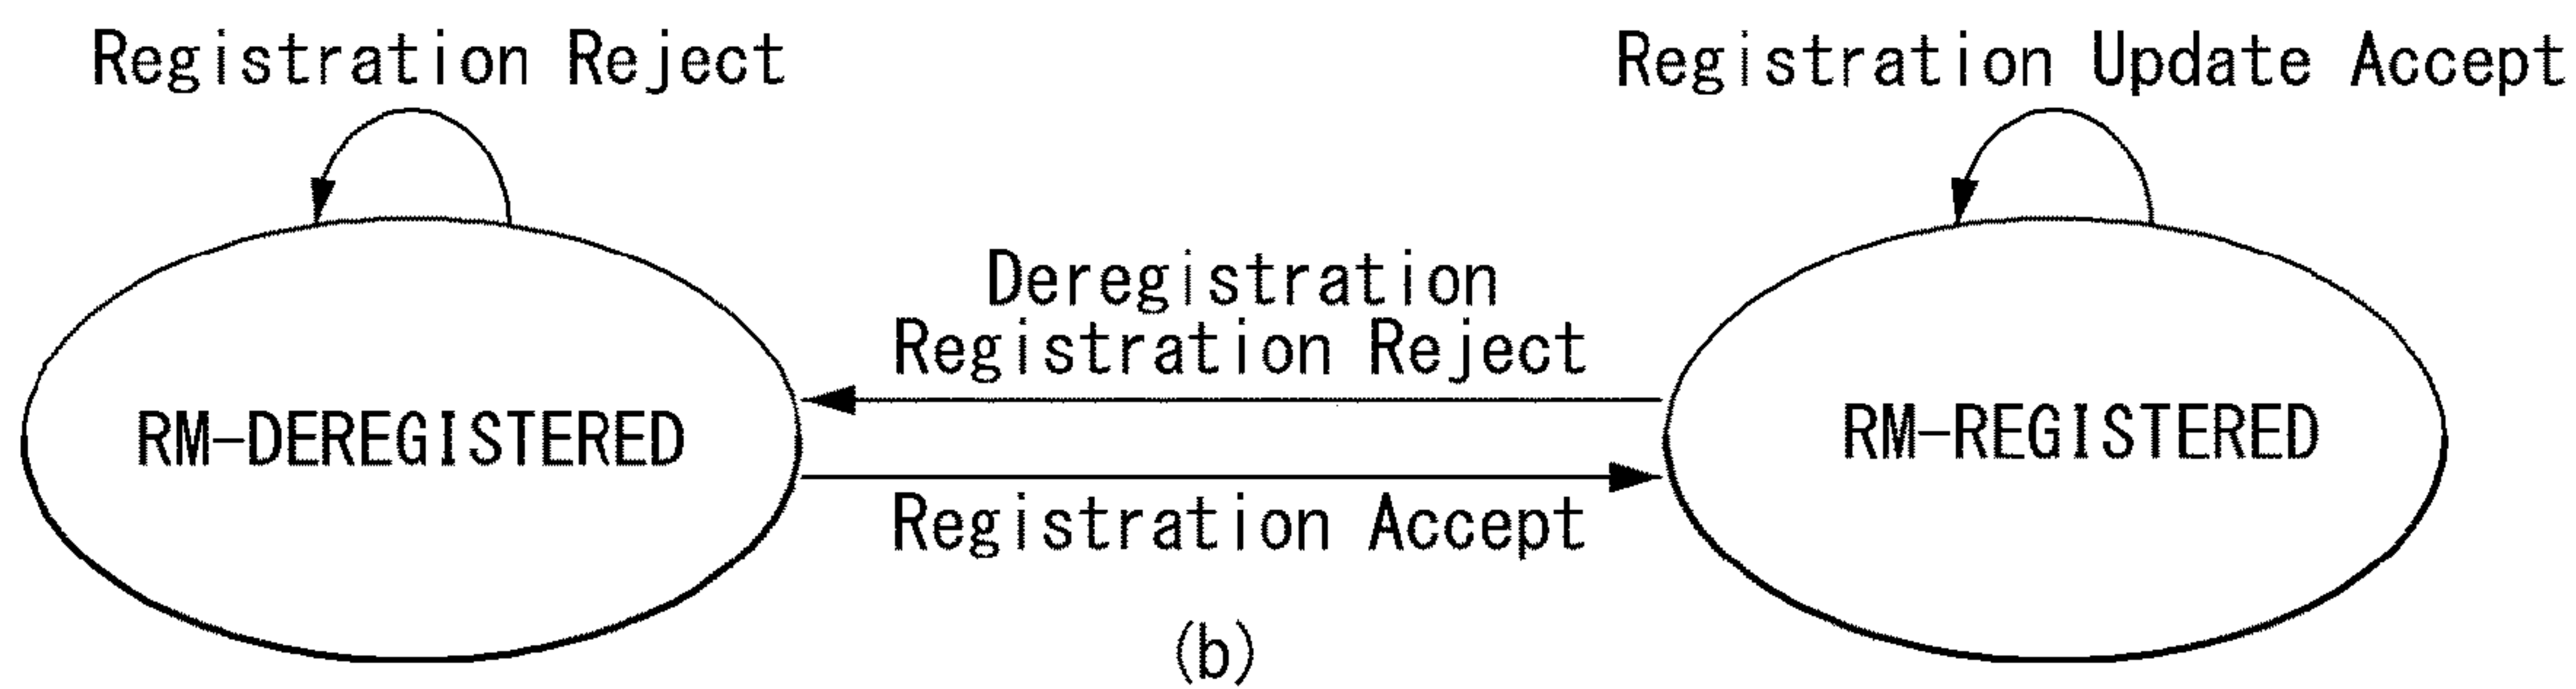 Registration Reject
Registration Update Accept
Deregistration
Registration Reject
RM-DEREGISTERED
RM-REGISTERED
Registration Accept
(b)